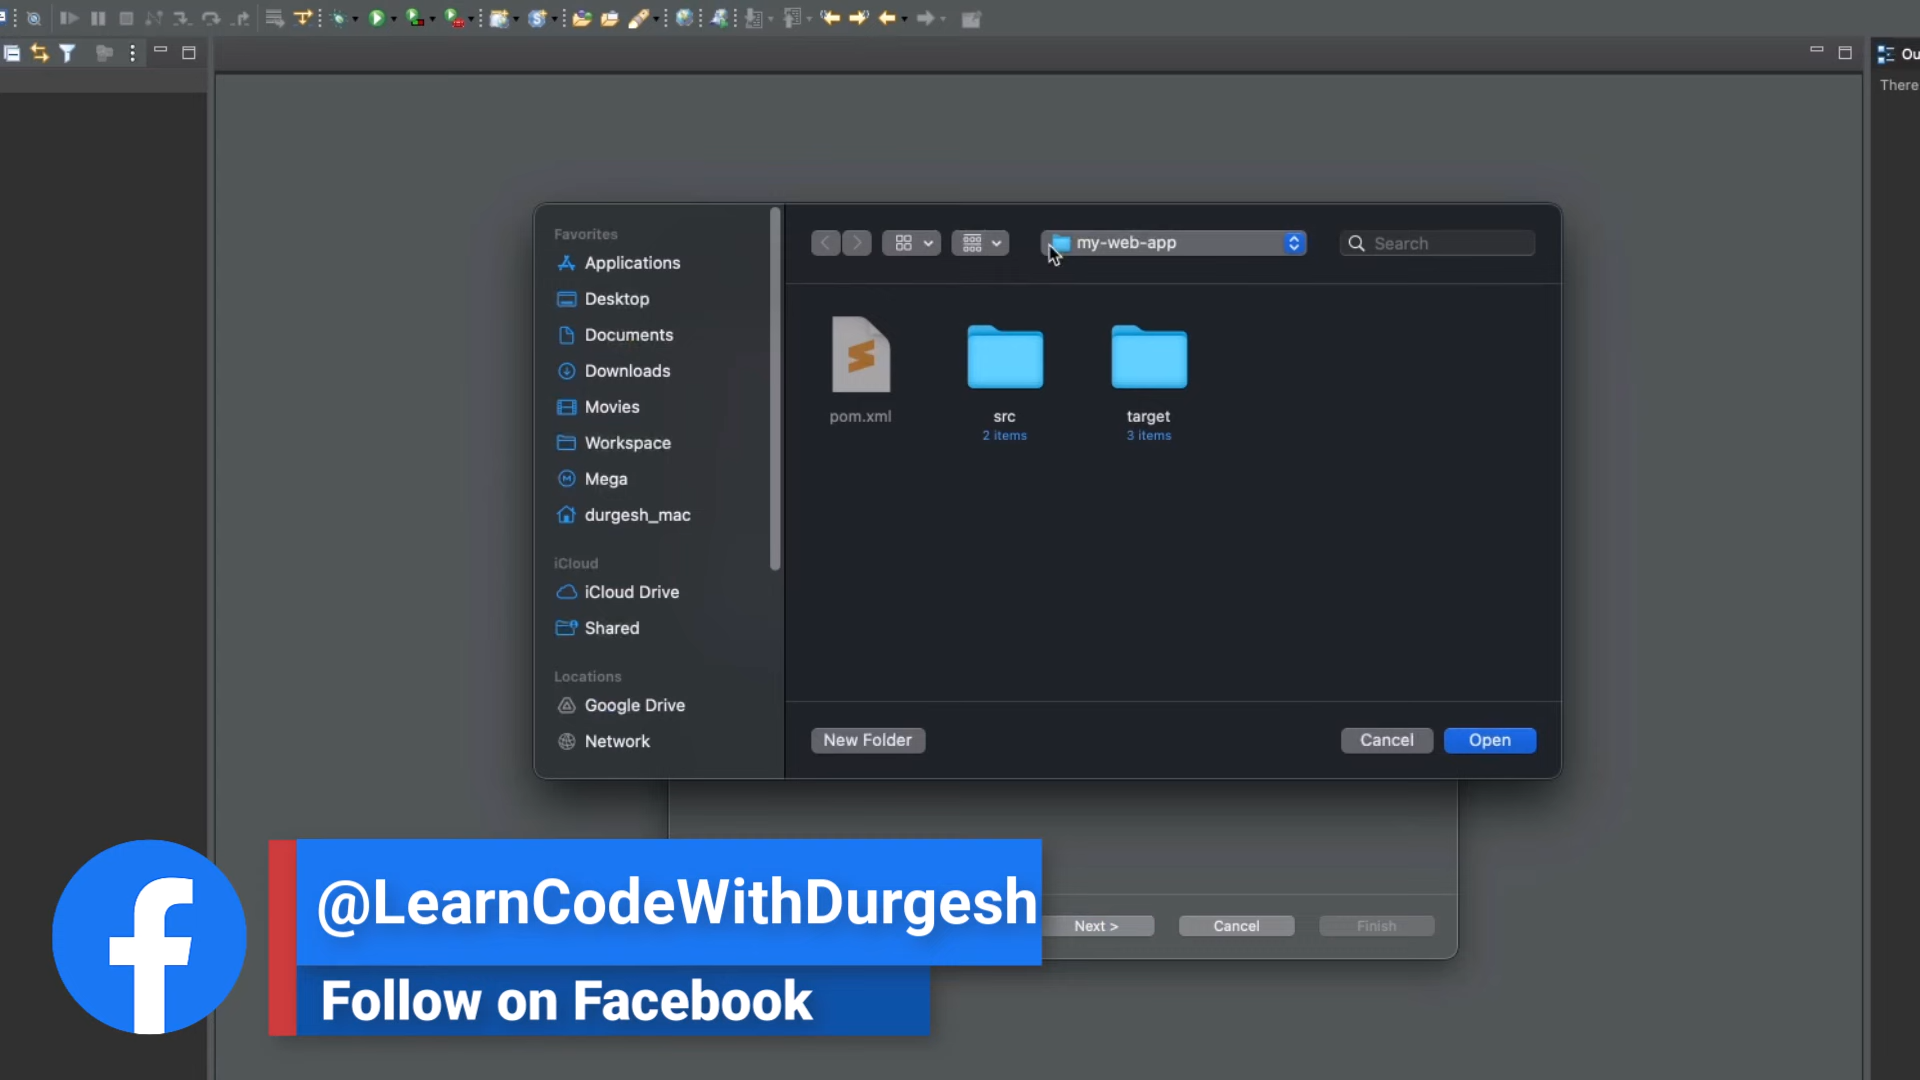 Ou
There
Favorites
Applications
Desktop
Documents
Downloads
Movies
Workspace
Mega
durgesh_mac
iCloud
iCloud Drive
Shared
Locations
Google Drive
Network
my-web-app
Search
pom.xml
src
2 items
target
3 items
New Folder
Cancel
Open
Next >
Cancel
Finish
@LearnCodeWithDurgesh
Follow on Facebook